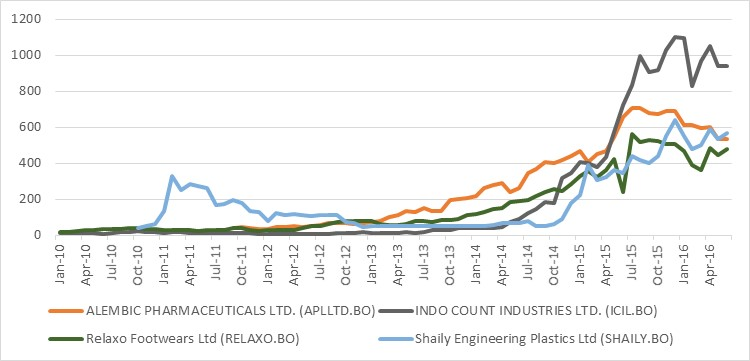 1200
1000
800
600
400
200
0
Jan-10
Apr-10
Jul-10
Oct-10
Jan-11
Apr-11
Jul-11
Oct-11
Jan-12
Apr-12
Jul-12
Oct-12
Jan-13
Apr-13
Jul-13
Oct-13
Jan-14
Apr-14
Jul-14
Oct-14
Jan-15
Apr-15
Jul-15
Oct-15
Jan-16
Apr-16
ALEMBIC PHARMACEUTICALS LTD. (APLLTD.BO)
INDO COUNT INDUSTRIES LTD. (ICIL.BO)
Relaxo Footwears Ltd (RELAXO.BO)
Shaily Engineering Plastics Ltd (SHAILY.BO)